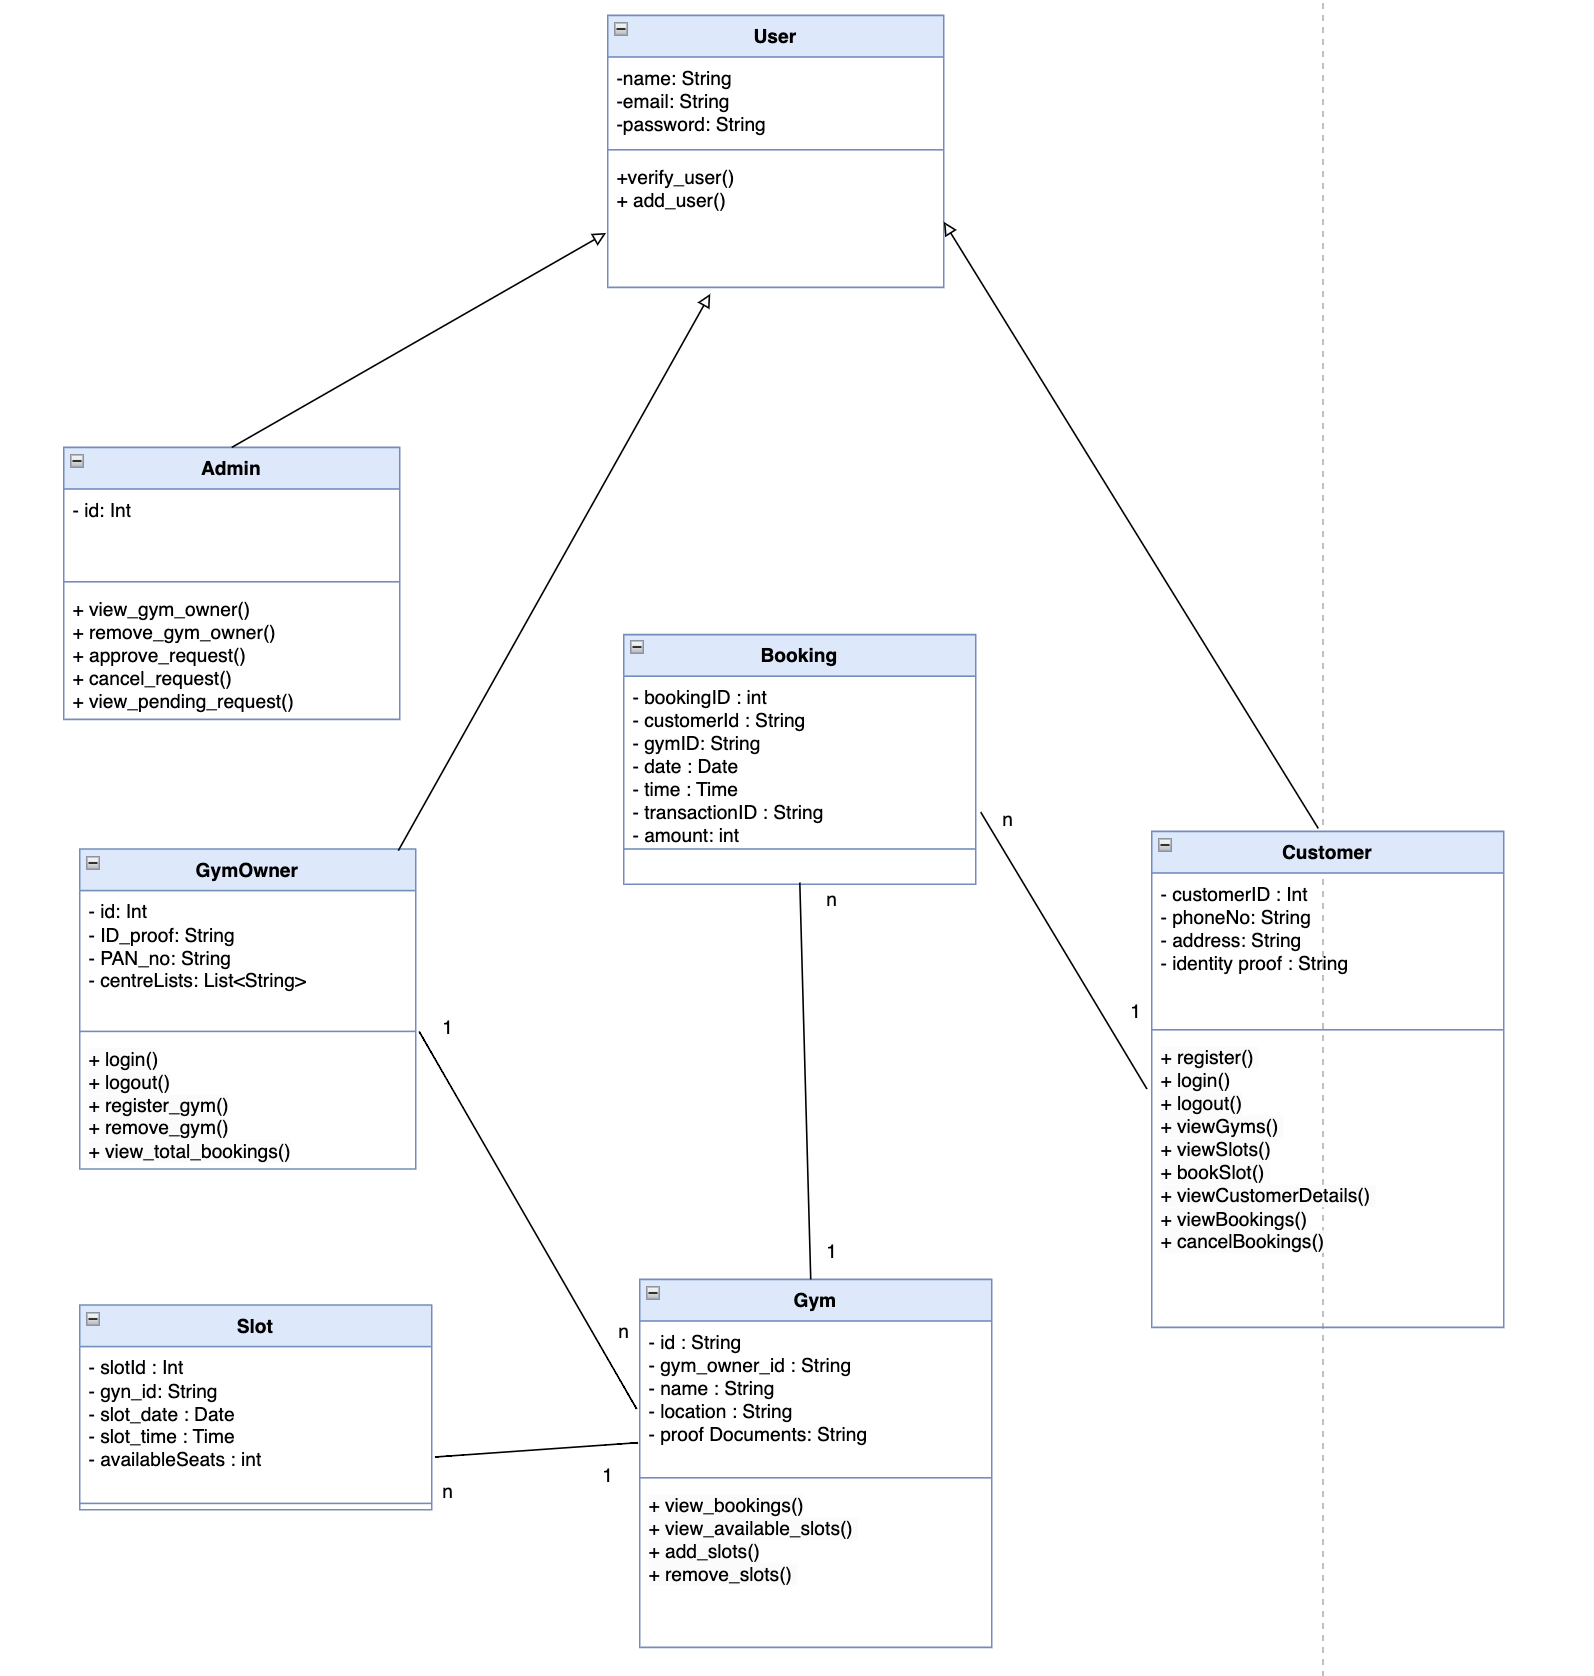 User
-name: String
-email: String
-password: String
+verify_user()
+ add_user()
Admin
- id: Int
+ view_gym_owner()
+ remove_gym_owner()
+ approve_request()
+ cancel_request()
+ view_pending_request()
Booking
- bookingID : int
- customerId : String
- gymID: String
- date : Date
- time : Time
- transactionID : String
- amount: int
n
n
1
Customer
- customerID : Int
- phoneNo: String
- address: String
- identity proof : String
+ register()
+ login()
+ logout()
+ viewGyms()
+ viewSlots()
+ bookSlot()
+ viewCustomerDetails()
+ viewBookings()
+ cancelBookings()
GymOwner
- id: Int
- ID_proof: String
- PAN_no: String
- centreLists: List<String>
+ login()
+ logout()
+ register_gym()
+ remove_gym()
+ view_total_bookings()
1
n
1
Slot
- slotId : Int
- gyn_id: String
- slot_date : Date
- slot_time : Time
- availableSeats : int
n
1
Gym
- id : String
- gym_owner_id : String
- name : String
- location : String
- proof Documents: String
+ view_bookings()
+ view_available_slots()
+ add_slots()
+ remove_slots()